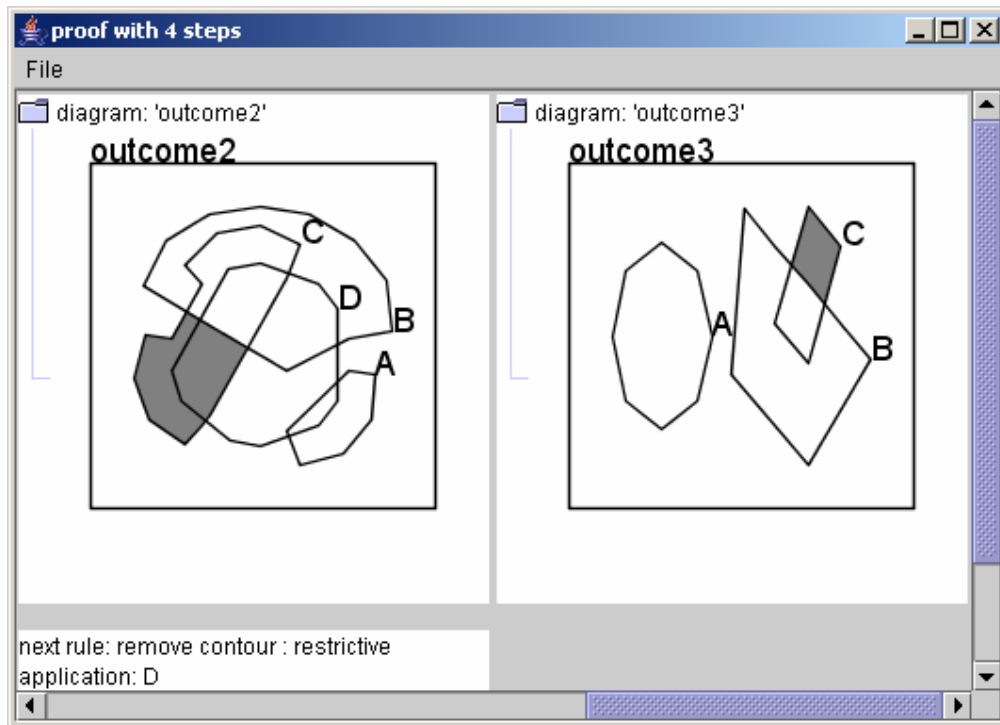 proof with 4 steps
File
diagram: 'outcome2'
outcome2
C
D
B
A
diagram: 'outcome3'
outcome3
C
A
B
next rule: remove contour : restrictive
application: D